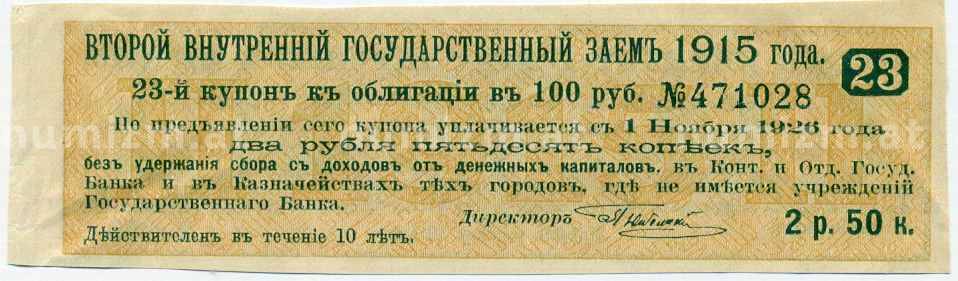 ВТОРОЙ ВНУТРЕННІЙ ГОСУДАРСТВЕННЫЙ ЗАЕМЪ 1915 года.
23
23-й купонъ къ облигаціи въ 100 руб. №471028
По предъявленіи сего купона уплачивается съ 1 Ноября 1926 года
два рубля пятьдесятъ копѣекъ,
безъ удержанія сбора съ доходовъ отъ денежныхъ капиталовъ, въ Конт. и Отд. Госуд.
Банка и въ Казначействахъ тѣхъ городовъ, гдѣ не имѣется учрежденій
Государственнаго Банка.
Директоръ
2 р. 50 к.
Дѣйствителенъ въ теченіе 10 лѣтъ.